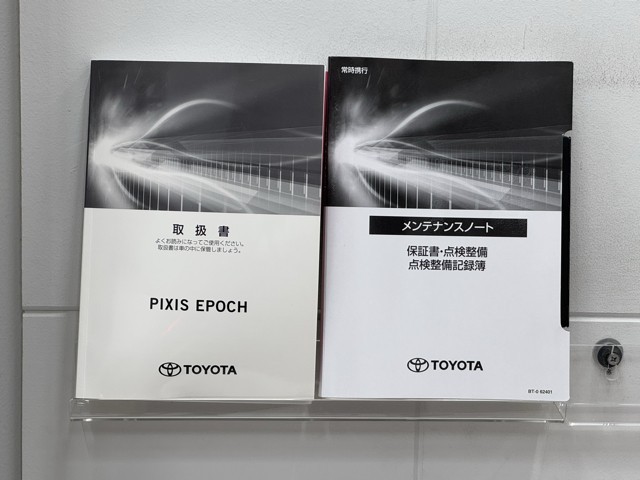 取扱書
よくお読みになってご使用ください。
取扱書は車の中に保管しましょう。
PIXIS EPOCH
TOYOTA
常時携行
メンテナンスノート
保証書・点検整備
点検整備記録簿
TOYOTA
BT-0 62401